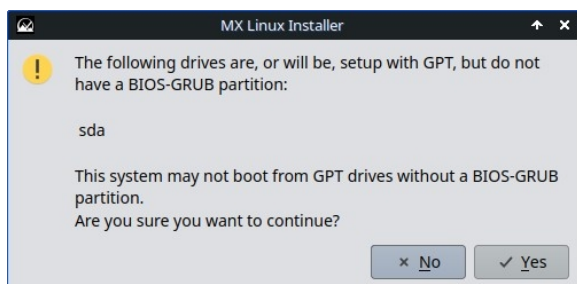 MX Linux Installer
The following drives are, or will be, setup with GPT, but do not
have a BIOS-GRUB partition:
sda
This system may not boot from GPT drives without a BIOS-GRUB
partition.
Are you sure you want to continue?
No
Yes